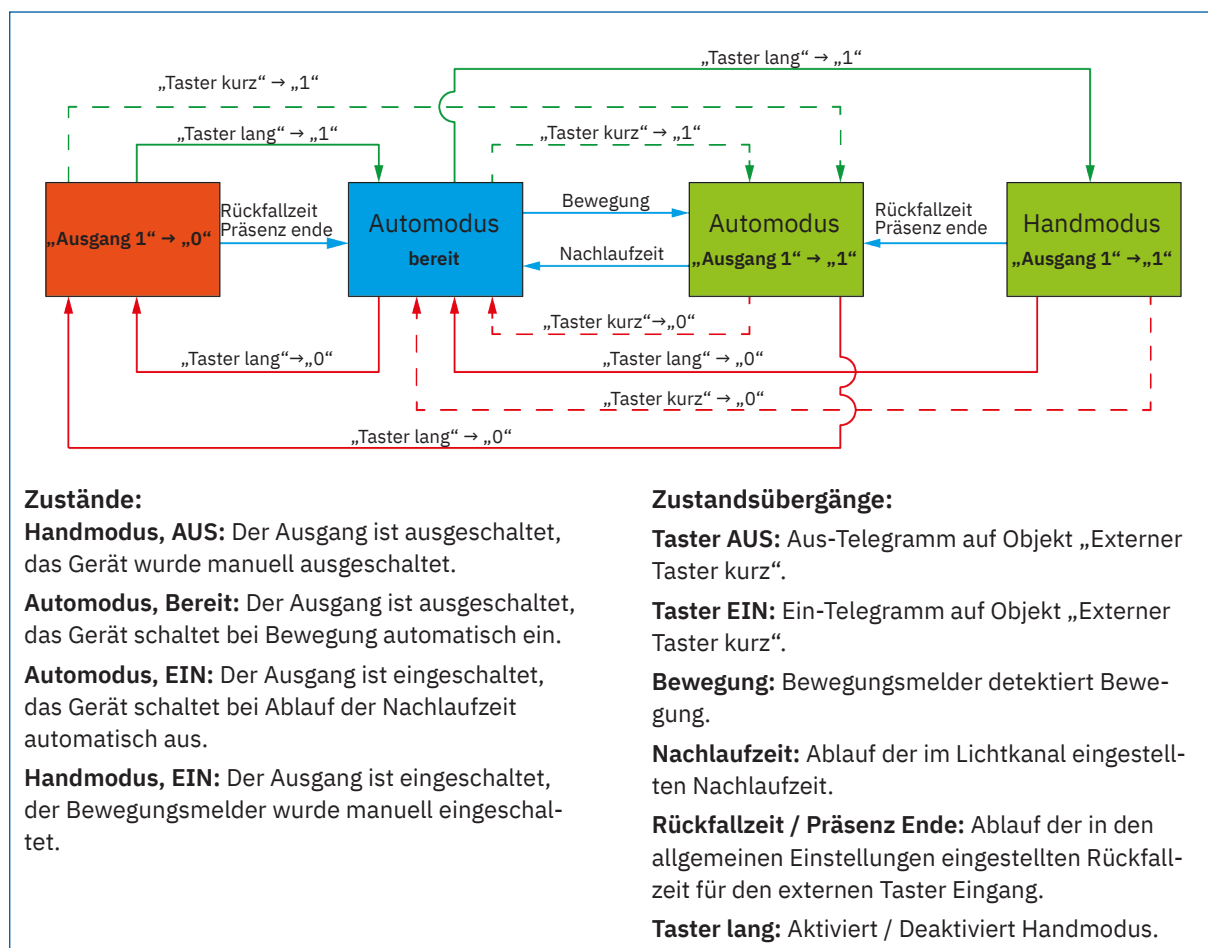 „Taster lang“ → „1“
„Taster kurz“ → „1“
„Taster lang“ → „1“
„Taster kurz“ → „1“
„Ausgang 1“ → „0“
Rückfallzeit
Präsenz ende
Automodus
bereit
Bewegung
Nachlaufzeit
Automodus
„Ausgang 1“ → „1“
Rückfallzeit
Präsenz ende
Handmodus
„Ausgang 1“ →„1“
„Taster kurz“→„0“
„Taster lang“→„0“
„Taster lang“ → „0“
„Taster kurz“ → „0“
„Taster lang“ → „0“
Zustände:
Handmodus, AUS: Der Ausgang ist ausgeschaltet,
das Gerät wurde manuell ausgeschaltet.
Automodus, Bereit: Der Ausgang ist ausgeschaltet,
das Gerät schaltet bei Bewegung automatisch ein.
Automodus, EIN: Der Ausgang ist eingeschaltet,
das Gerät schaltet bei Ablauf der Nachlaufzeit
automatisch aus.
Handmodus, EIN: Der Ausgang ist eingeschaltet,
der Bewegungsmelder wurde manuell eingeschal-
tet.
Zustandsübergänge:
Taster AUS: Aus-Telegramm auf Objekt „Externer
Taster kurz“.
Taster EIN: Ein-Telegramm auf Objekt „Externer
Taster kurz“.
Bewegung: Bewegungsmelder detektiert Bewe-
gung.
Nachlaufzeit: Ablauf der im Lichtkanal eingestell-
ten Nachlaufzeit.
Rückfallzeit / Präsenz Ende: Ablauf der in den
allgemeinen Einstellungen eingestellten Rückfall-
zeit für den externen Taster Eingang.
Taster lang: Aktiviert / Deaktiviert Handmodus.